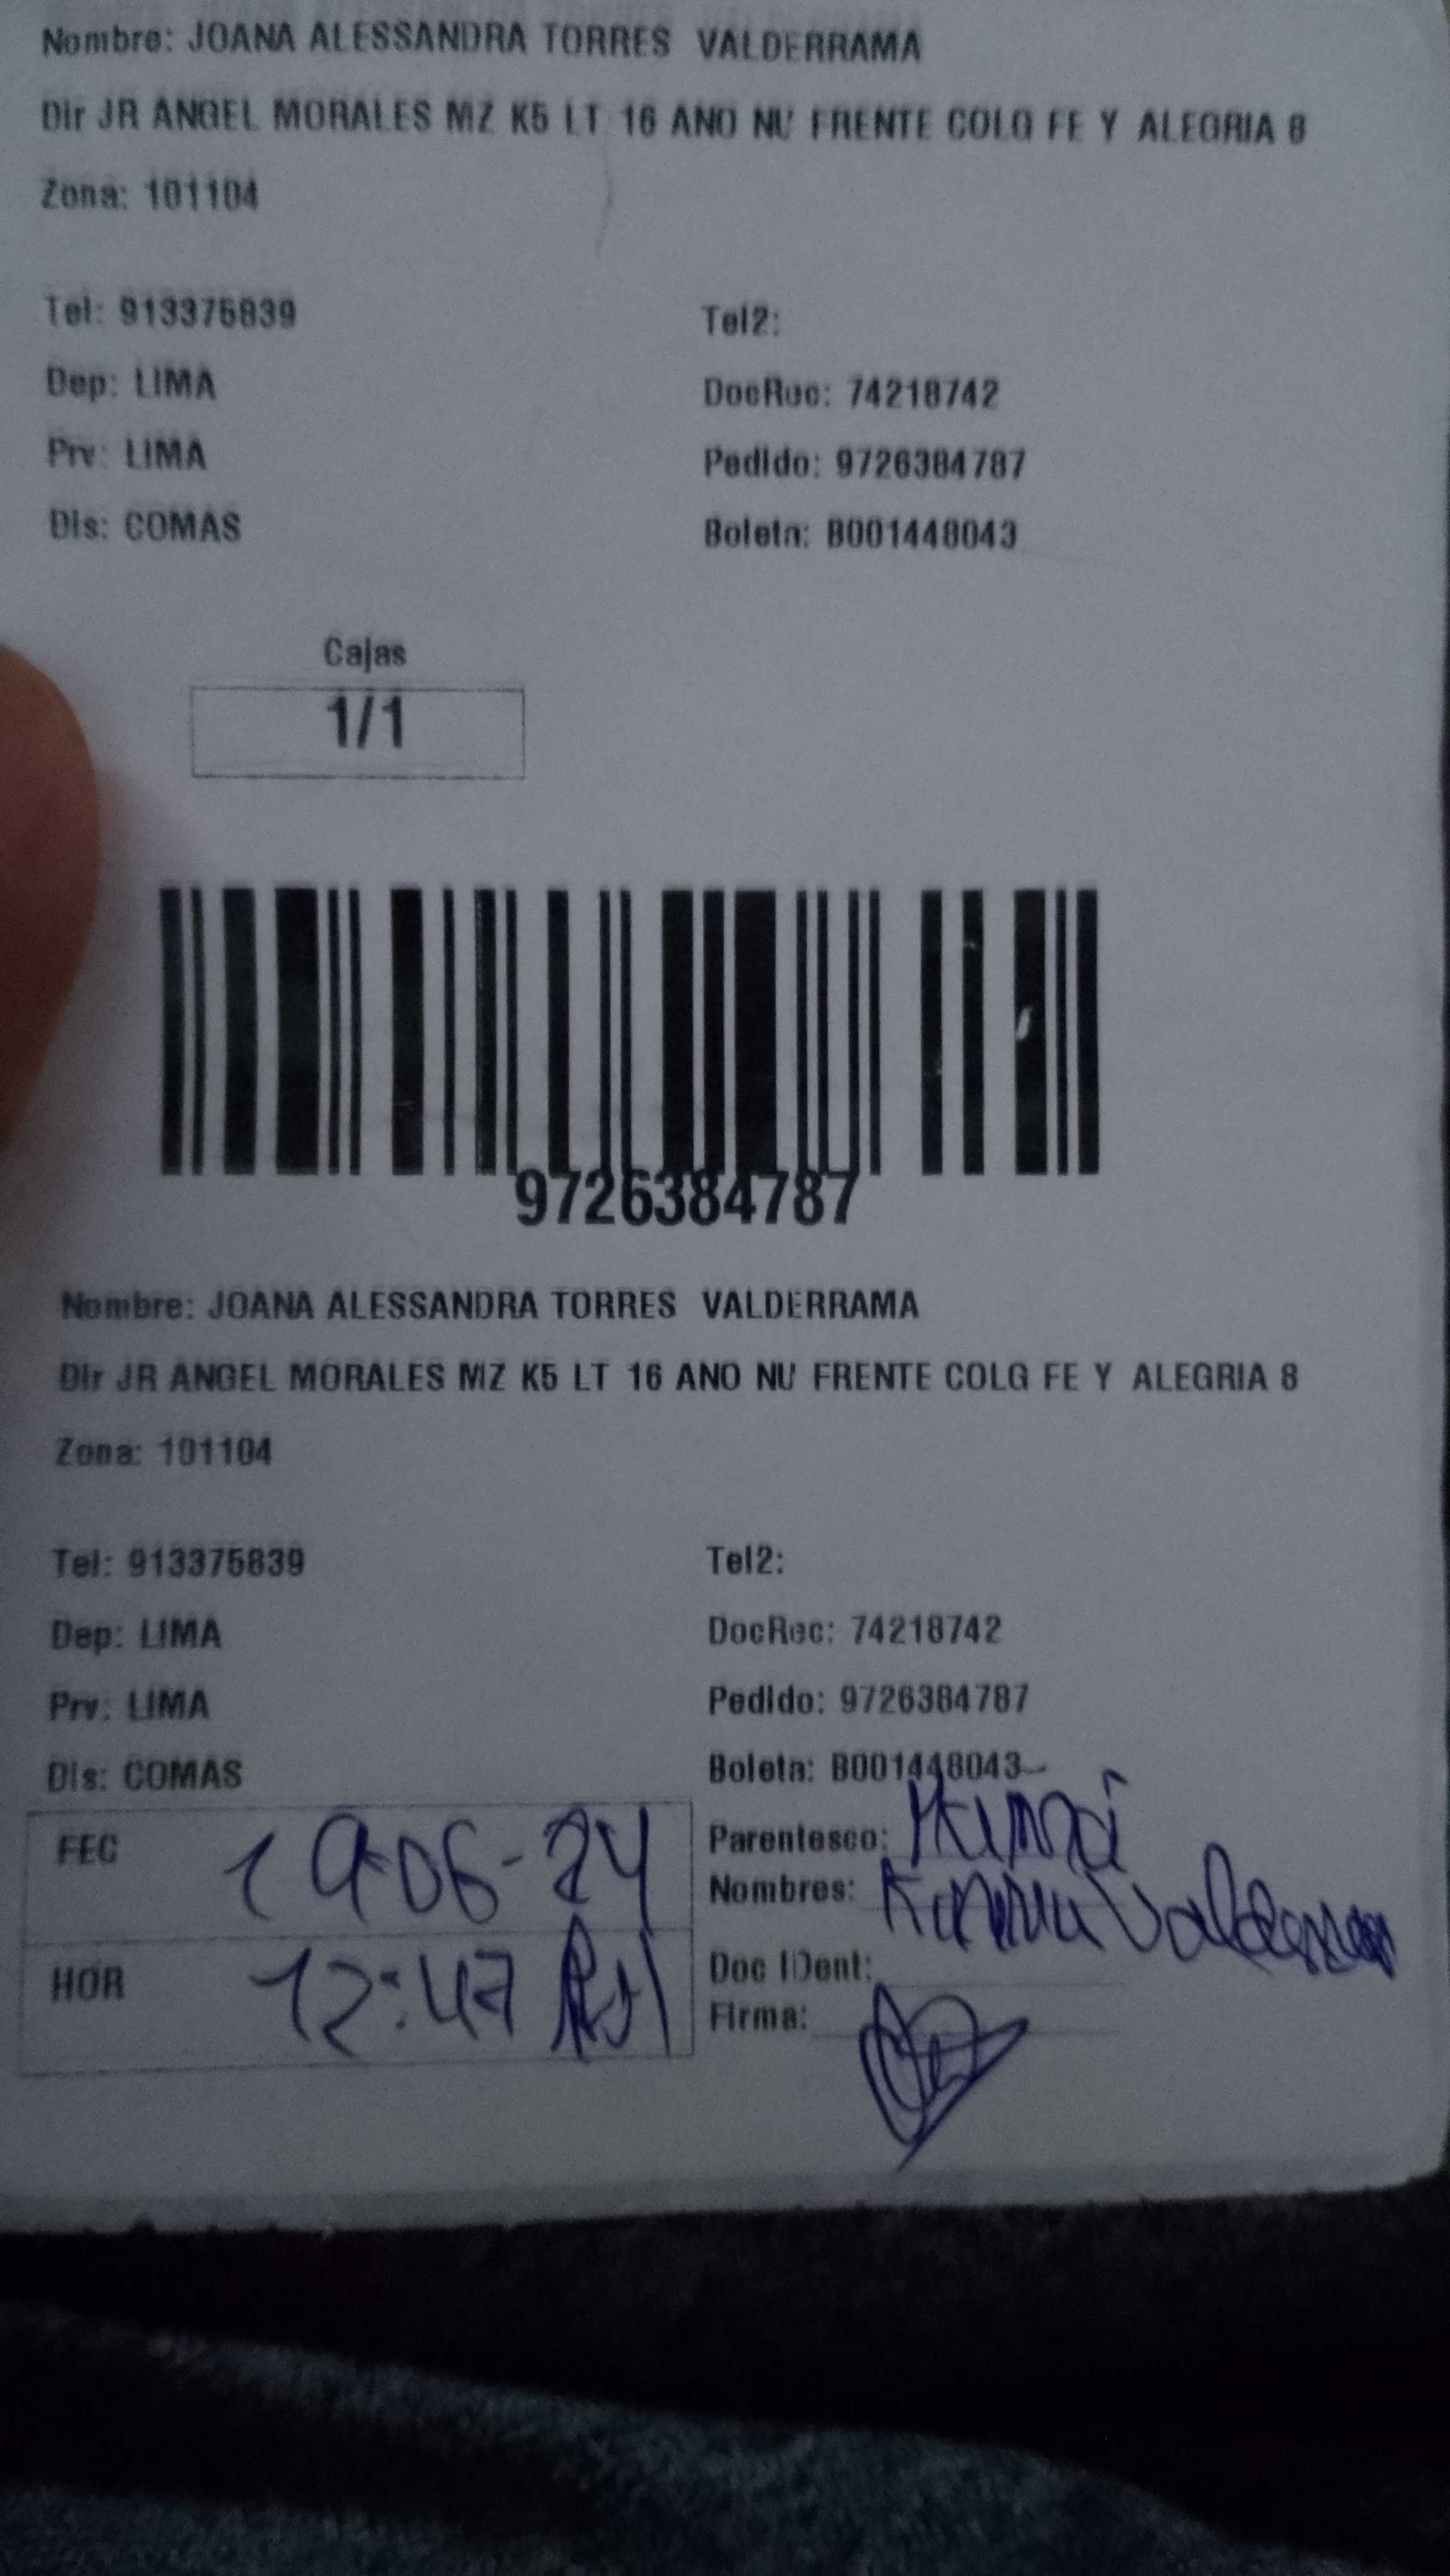 Nombre: JOANA ALESSANDRA TORRES VALDERRAMA
Dir JR ANGEL MORALES MZ K5 LT 16 ANO NU FRENTE COLG FE Y ALEGRIA 8
Zona: 101104
Tel: 913375839 Tel2:
Dep: LIMA DocRec: 74218742
Prv: LIMA Pedido: 9726384787
Dis: COMAS Boleta: B001448043
Cajas
1/1
9726384787
Nombre: JOANA ALESSANDRA TORRES VALDERRAMA
Dir JR ANGEL MORALES MZ K5 LT 16 ANO NU FRENTE COLG FE Y ALEGRIA 8
Zona: 101104
Tel: 913375839 Tel2:
Dep: LIMA DocRec: 74218742
Prv: LIMA Pedido: 9726384787
Dis: COMAS Boleta: B001448043
FEC 19-06-24 Parentesco: Mamá
Nombres:
HOR 12:47 Doc IDent:
Firma: